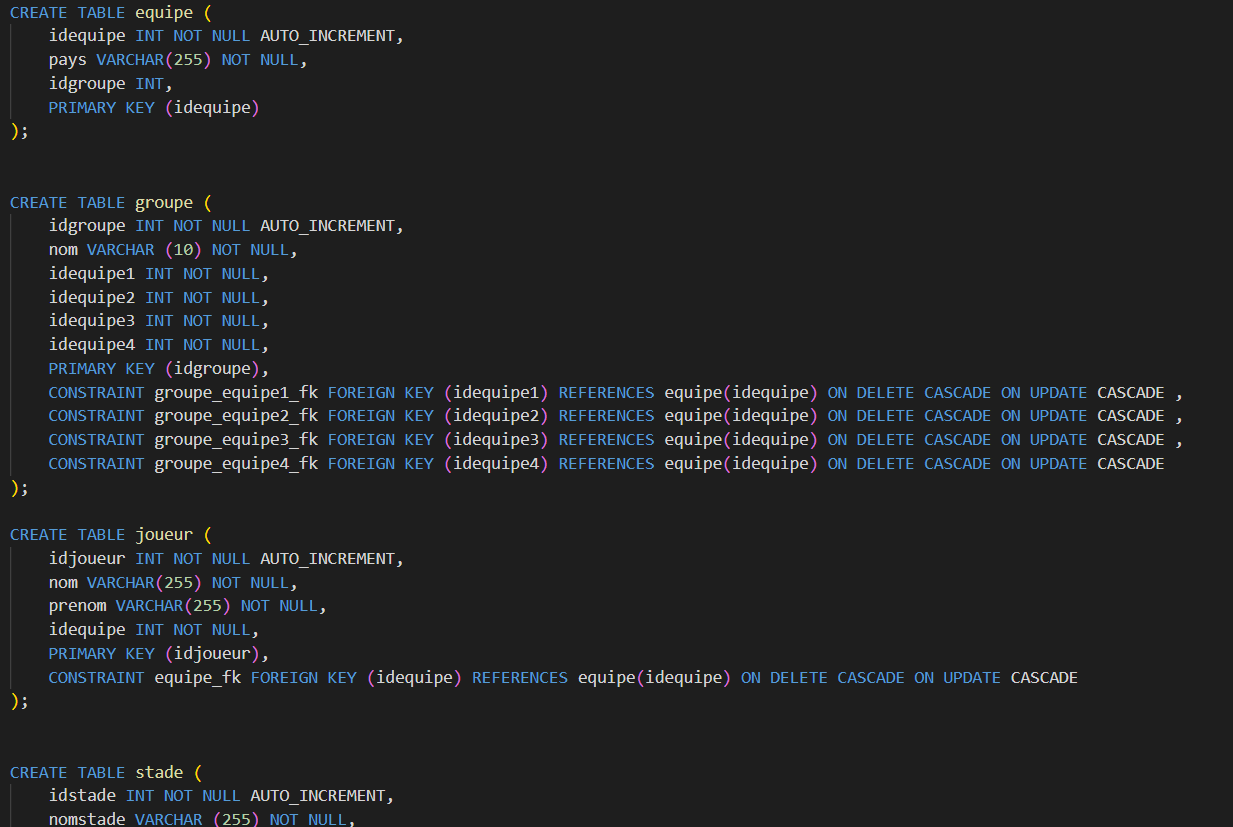 CREATE TABLE equipe (
idequipe INT NOT NULL AUTO_INCREMENT,
pays VARCHAR(255) NOT NULL,
idgroupe INT,
PRIMARY KEY (idequipe)
);
CREATE TABLE groupe (
idgroupe INT NOT NULL AUTO_INCREMENT,
nom VARCHAR (10) NOT NULL,
idequipe1 INT NOT NULL,
idequipe2 INT NOT NULL,
idequipe3 INT NOT NULL,
idequipe4 INT NOT NULL,
PRIMARY KEY (idgroupe),
CONSTRAINT groupe_equipe1_fk FOREIGN KEY (idequipe1) REFERENCES equipe(idequipe) ON DELETE CASCADE ON UPDATE CASCADE ,
CONSTRAINT groupe_equipe2_fk FOREIGN KEY (idequipe2) REFERENCES equipe(idequipe) ON DELETE CASCADE ON UPDATE CASCADE ,
CONSTRAINT groupe_equipe3_fk FOREIGN KEY (idequipe3) REFERENCES equipe(idequipe) ON DELETE CASCADE ON UPDATE CASCADE ,
CONSTRAINT groupe_equipe4_fk FOREIGN KEY (idequipe4) REFERENCES equipe(idequipe) ON DELETE CASCADE ON UPDATE CASCADE
);
CREATE TABLE joueur (
idjoueur INT NOT NULL AUTO_INCREMENT,
nom VARCHAR(255) NOT NULL,
prenom VARCHAR(255) NOT NULL,
idequipe INT NOT NULL,
PRIMARY KEY (idjoueur),
CONSTRAINT equipe_fk FOREIGN KEY (idequipe) REFERENCES equipe(idequipe) ON DELETE CASCADE ON UPDATE CASCADE
);
CREATE TABLE stade (
idstade INT NOT NULL AUTO_INCREMENT,
nomstade VARCHAR (255) NOT NULL,